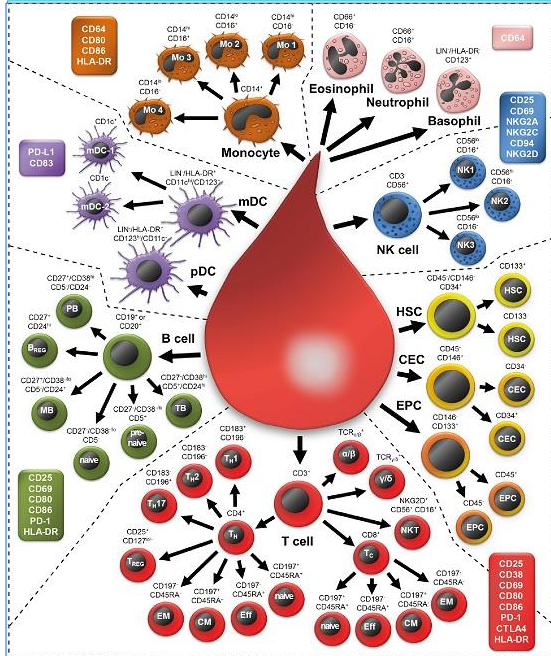 CD64
CD80
CD86
HLA-DR
CD14hi
CD16+
Mo 3
CD14lo
CD16+
Mo 2
CD14hi
CD16-
Mo 1
CD14lo
CD16-
Mo 4
CD14+
Monocyte
CD66+
CD16-
Eosinophil
CD66+
CD16+
Neutrophil
LIN-/HLA-DR-
CD123+
Basophil
CD64
PD-L1
CD83
CD1c+
mDC-1
CD1c-
mDC-2
LIN-/HLA-DR+
CD11chi/CD123
mDC
LIN-/HLA-DR+
CD123hi/CD11c-
pDC
CD3-
CD56+
NK cell
CD56lo
CD16+
NK1
CD56hi
CD16-
NK2
CD56lo
CD16-
NK3
CD25
CD69
NKG2A
NKG2C
CD94
NKG2D
CD45-/CD146-
CD34+
HSC
CD133+
HSC
CD133-
HSC
CD45-
CD146+
CEC
CD34-
CEC
CD34+
CEC
EPC
CD146-
CD133+
CD45+
EPC
CD45-
EPC
CD19+ or
CD20+
B cell
CD27+/CD38hi
CD5-/CD24-
PB
CD27+
CD24hi
BREG
CD27+/CD38-/lo
CD5-/CD24+
MB
CD27-/CD38-/lo
CD5-
naive
CD27-/CD38-/lo
CD5+
pre-
naive
CD27-/CD38hi
CD5+/CD24hi
TB
CD25
CD69
CD80
CD86
PD-1
HLA-DR
CD3+
T cell
TCRα/β+
α/β
TCRγ/δ+
γ/δ
NKG2D+
CD56+ CD16+
NKT
CD4+
TH
CD183+
CD196-
TH1
CD183-
CD196-
TH2
CD183-
CD196+
TH17
CD25+
CD127lo/-
TREG
CD197-
CD45RA-
EM
CD197+
CD45RA-
CM
CD197-
CD45RA+
Eff
CD197+
CD45RA+
naive
CD8+
TC
CD197+
CD45RA+
naive
CD197-
CD45RA+
Eff
CD197+
CD45RA-
CM
CD197-
CD45RA-
EM
CD25
CD38
CD69
CD80
CD86
PD-1
CTLA4
HLA-DR